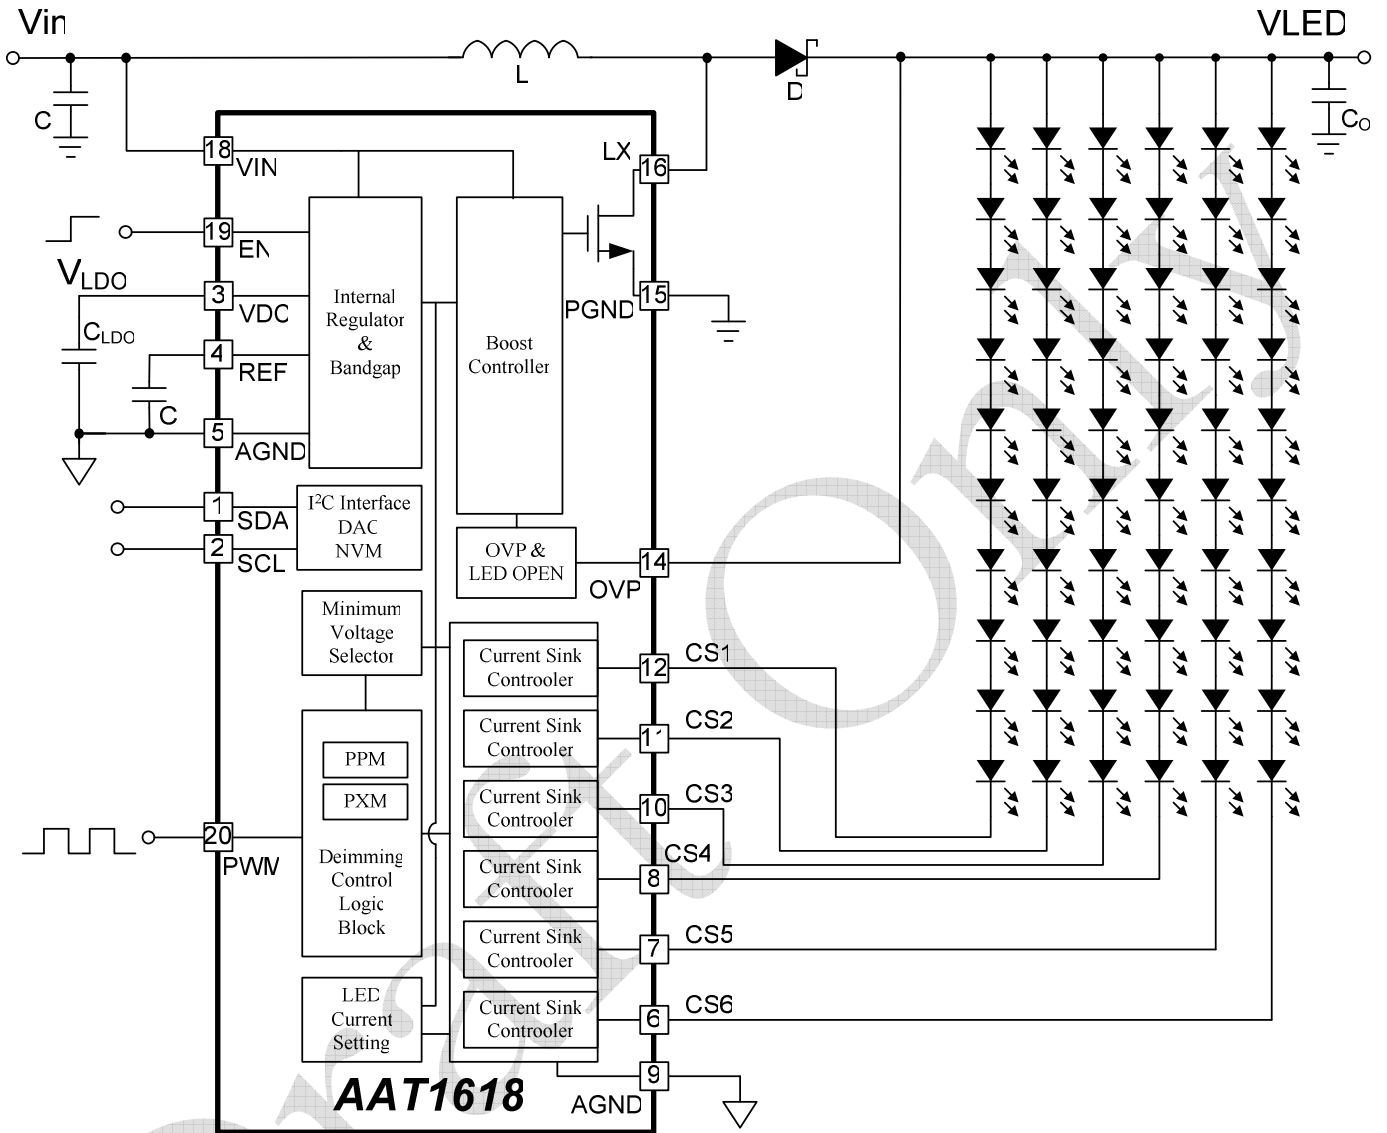 Vin
VLED
L
D
C
Co
18
VIN
LX
16
19
EN
VLDO
3
VDC
CLDO
4
REF
C
5
AGND
Internal
Regulator
&
Bandgap
Boost
Controller
PGND
15
1
SDA
2
SCL
I²C Interface
DAC
NVM
OVP &
LED OPEN
14
OVP
Minimum
Voltage
Selector
Current Sink
Controoler
12
CS1
Current Sink
Controoler
11
CS2
PPM
PXM
Current Sink
Controoler
10
CS3
20
PWM
Deimming
Control
Logic
Block
Current Sink
Controoler
CS4
8
Current Sink
Controoler
7
CS5
LED
Current
Setting
Current Sink
Controoler
6
CS6
AAT1618
AGND
9
Draft Only